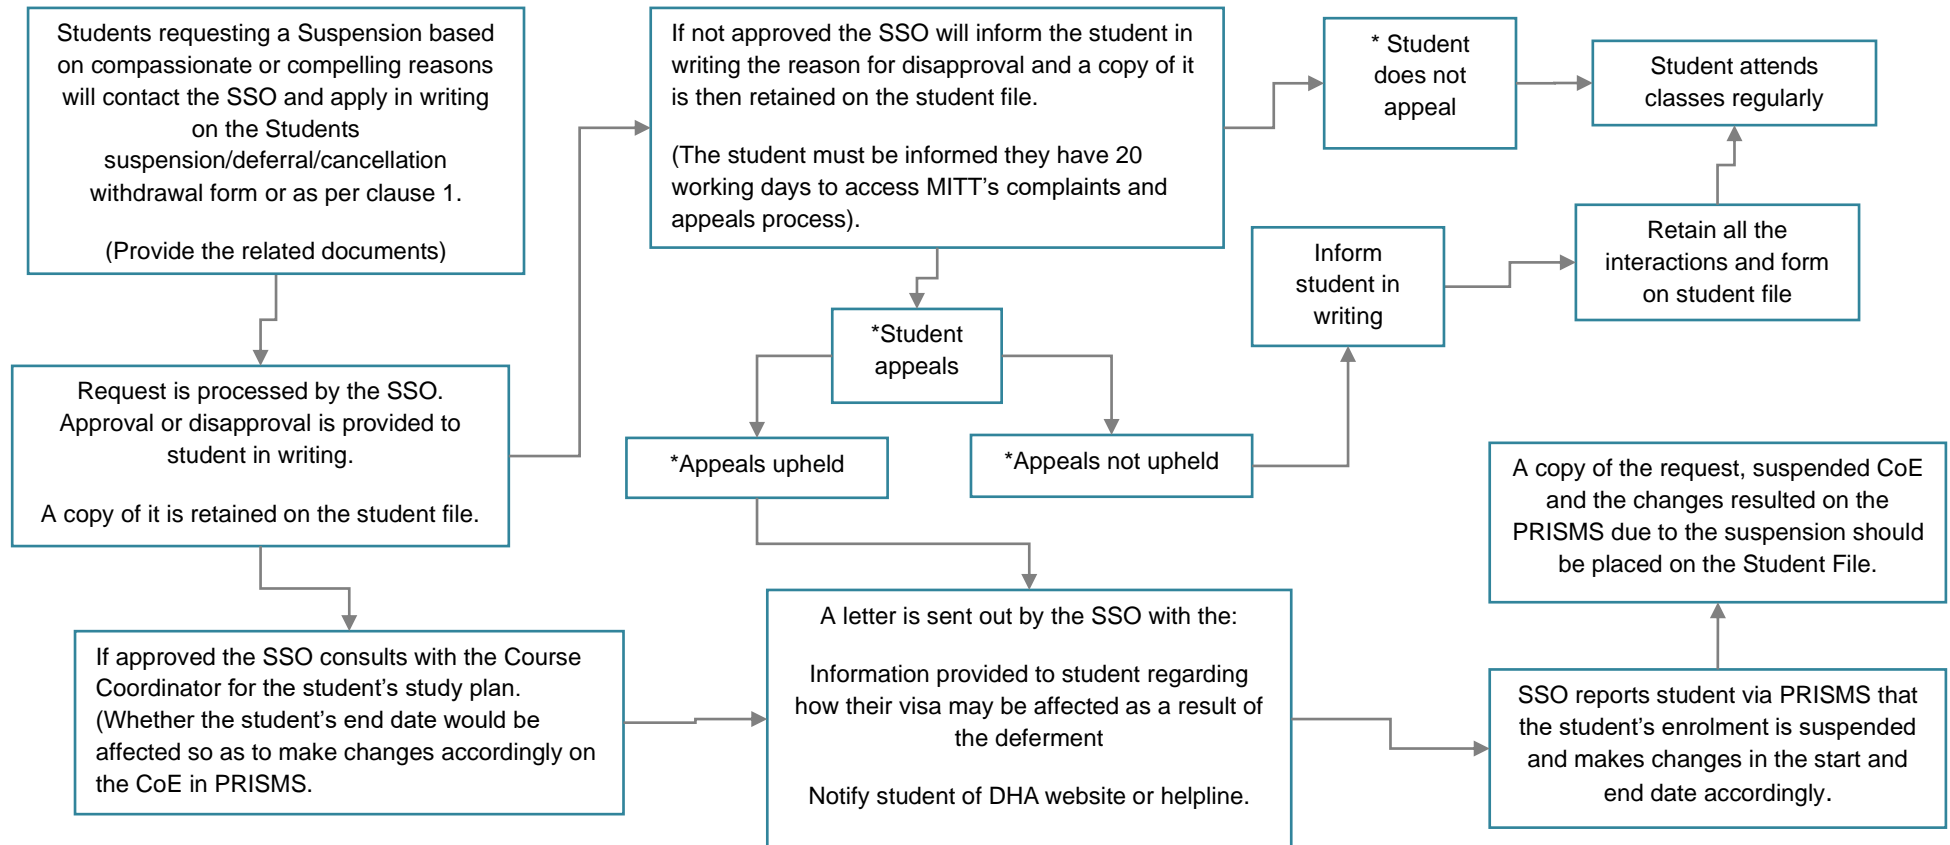 Students requesting a Suspension based
on compassionate or compelling reasons
will contact the SSO and apply in writing
on the Students
suspension/deferral/cancellation
withdrawal form or as per clause 1.
(Provide the related documents)
Request is processed by the SSO.
Approval or disapproval is provided to
student in writing.
A copy of it is retained on the student file.
If approved the SSO consults with the Course
Coordinator for the student’s study plan.
(Whether the student’s end date would be
affected so as to make changes accordingly on
the CoE in PRISMS.
If not approved the SSO will inform the student in
writing the reason for disapproval and a copy of it
is then retained on the student file.
(The student must be informed they have 20
working days to access MITT’s complaints and
appeals process).
*Student
appeals
*Appeals upheld
*Appeals not upheld
A letter is sent out by the SSO with the:
Information provided to student regarding
how their visa may be affected as a result of
the deferment
Notify student of DHA website or helpline.
* Student
does not
appeal
Student attends
classes regularly
Inform
student in
writing
Retain all the
interactions and form
on student file
A copy of the request, suspended CoE
and the changes resulted on the
PRISMS due to the suspension should
be placed on the Student File.
SSO reports student via PRISMS that
the student’s enrolment is suspended
and makes changes in the start and
end date accordingly.